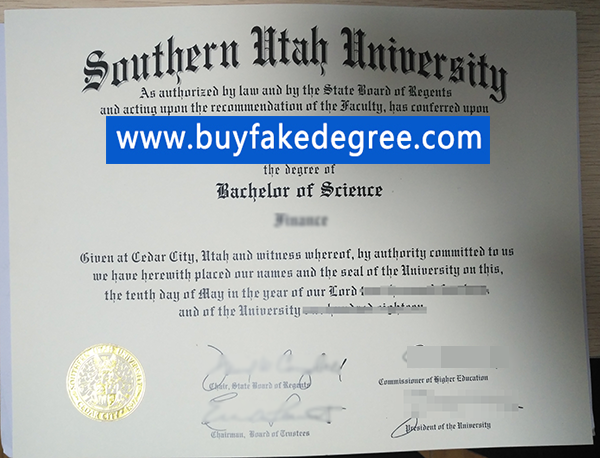 Southern Utah University
As authorized by law and by the State Board of Regents
and acting upon the recommendation of the Faculty, has conferred upon
www.buyfakedegree.com
the degree of
Bachelor of Science
Finance
Given at Cedar City, Utah and witness whereof, by authority committed to us
we have herewith placed our names and the seal of the University on this,
the tenth day of May in the year of our Lord
and of the University one hundred eighteen
Chair, State Board of Regents
Commissioner of Higher Education
Chairman, Board of Trustees
President of the University